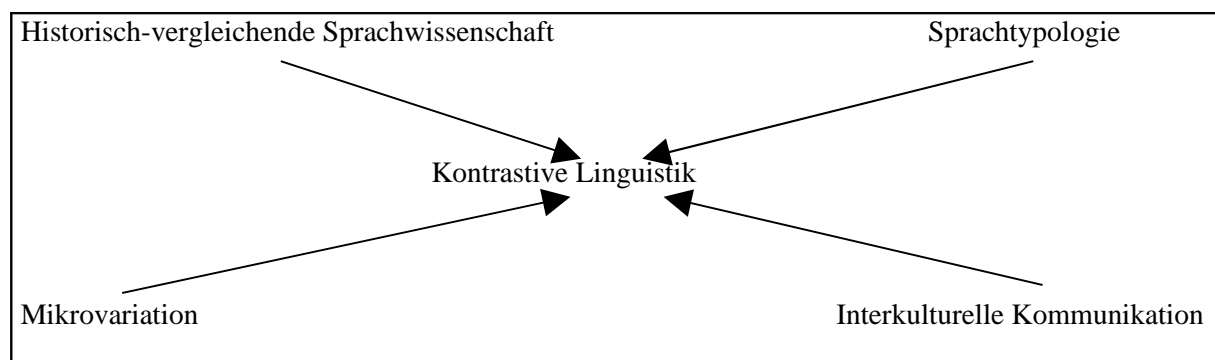 Historisch-vergleichende Sprachwissenschaft
Sprachtypologie
Kontrastive Linguistik
Mikrovariation
Interkulturelle Kommunikation